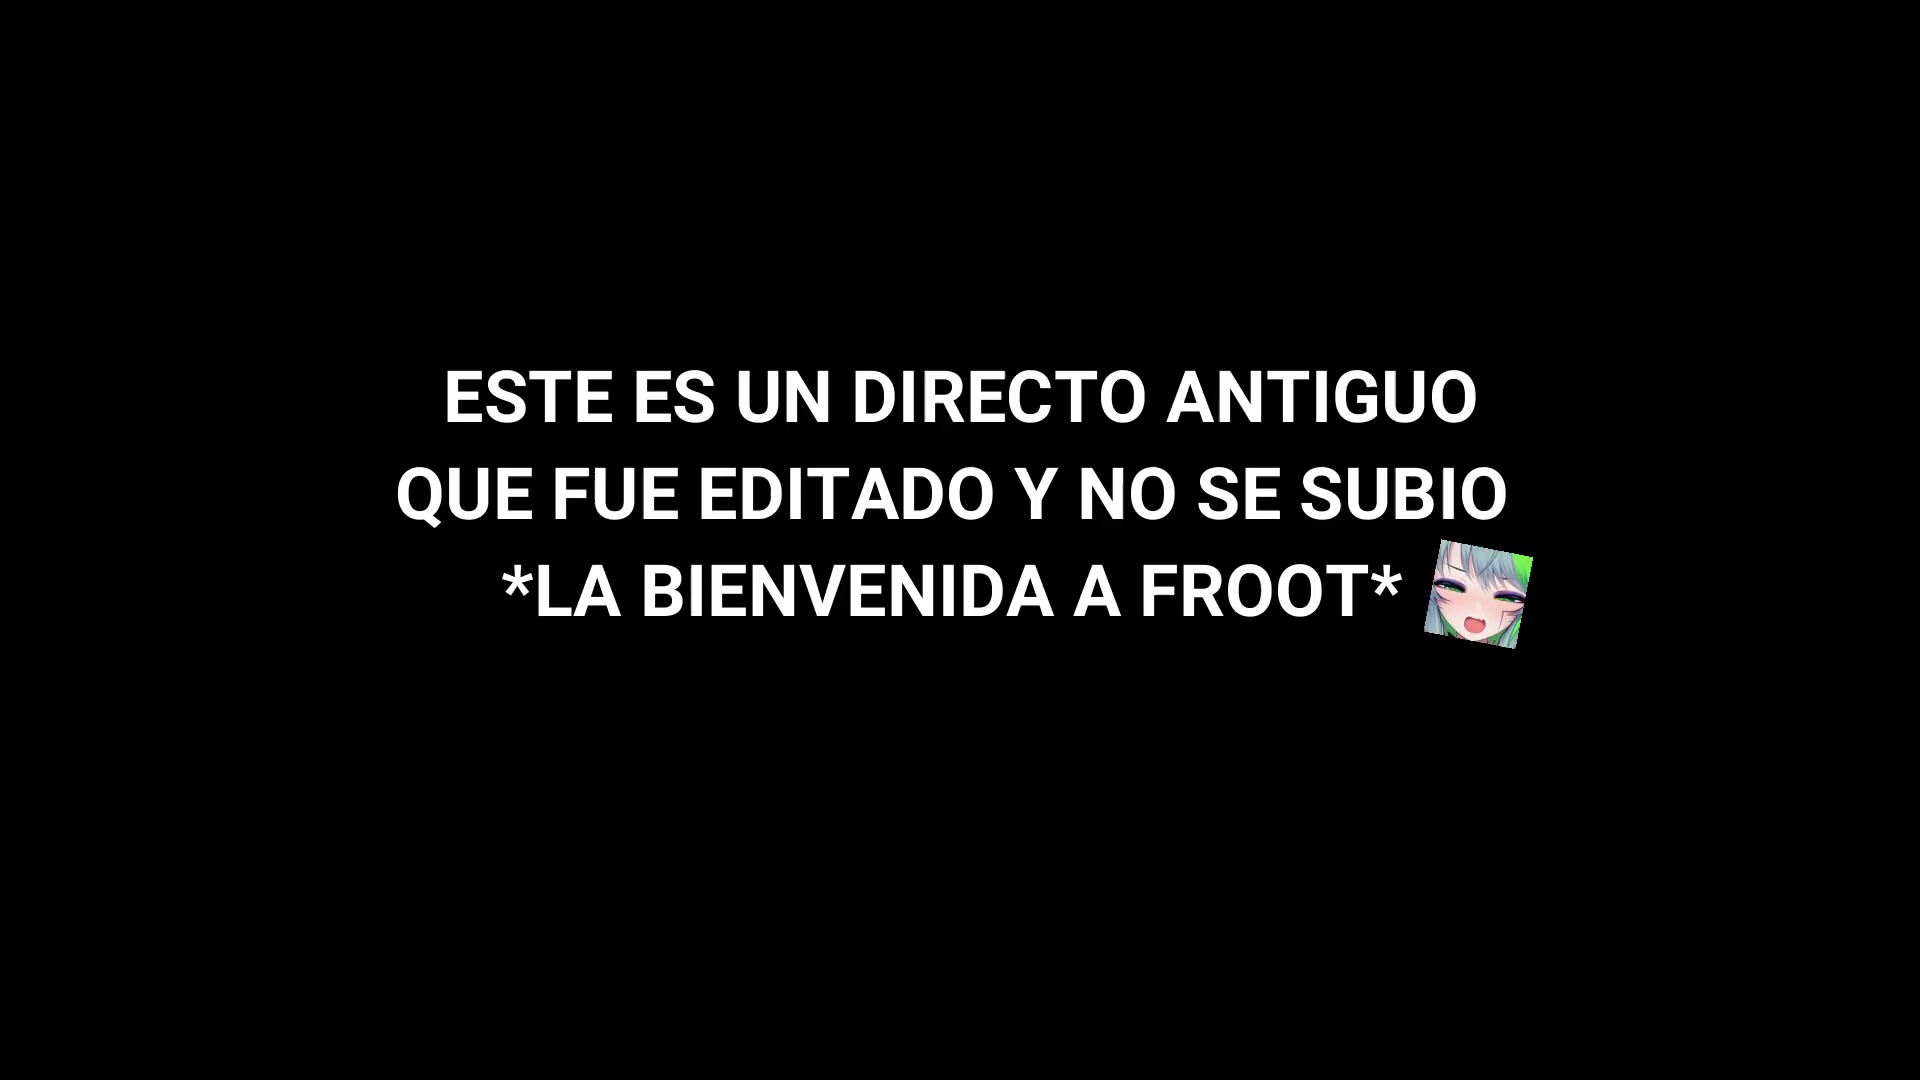 ESTE ES UN DIRECTO ANTIGUO
QUE FUE EDITADO Y NO SE SUBIO
*LA BIENVENIDA A FROOT*